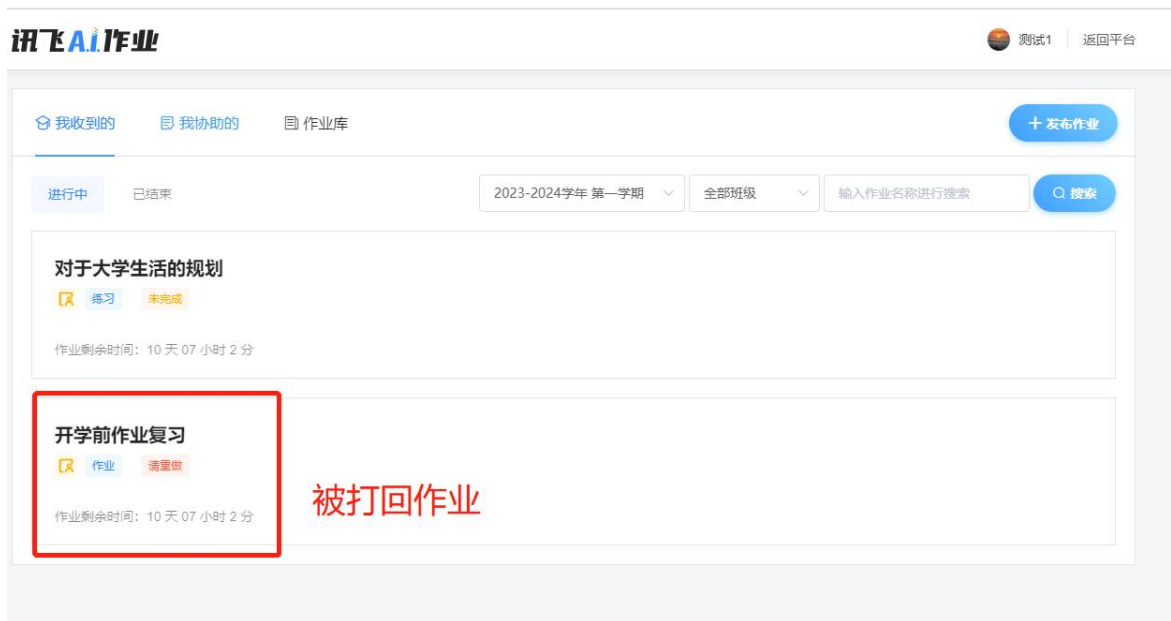 讯飞A.I.作业
测试1 返回平台
我收到的 我协助的 作业库 + 发布作业
进行中 已结束 2023-2024学年 第一学期 全部班级 输入作业名称进行搜索 搜索
对于大学生活的规划
练习 未完成
作业剩余时间：10 天 07 小时 2 分
开学前作业复习
作业 请重做
作业剩余时间：10 天 07 小时 2 分
被打回作业